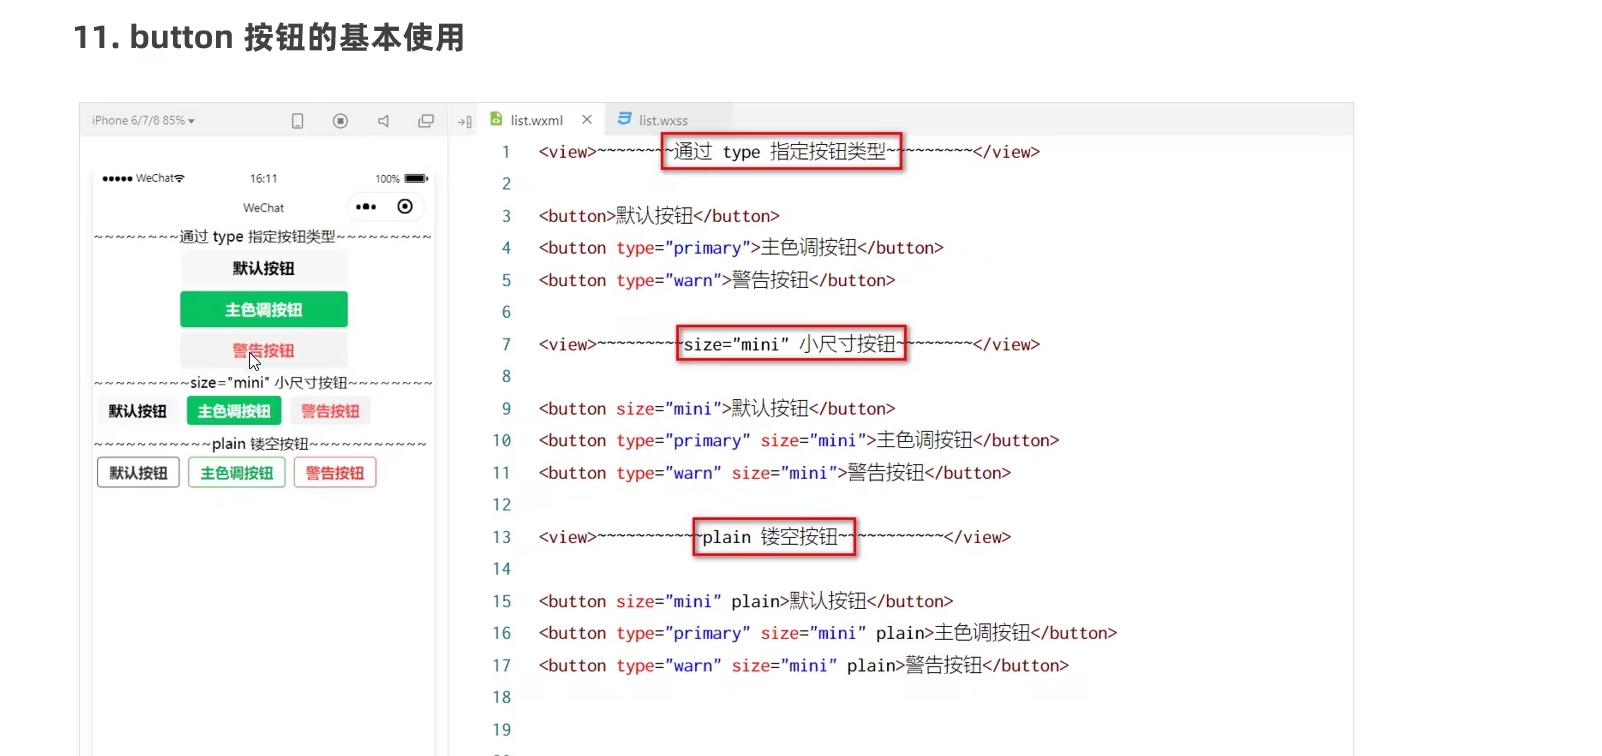 11. button 按钮的基本使用
iPhone 6/7/8 85%
WeChat
16:11
100%
WeChat
~~~~~~~~通过 type 指定按钮类型~~~~~~~~~
默认按钮
主色调按钮
警告按钮
~~~~~~~~~size="mini" 小尺寸按钮~~~~~~~~
默认按钮 主色调按钮 警告按钮
~~~~~~~~~~~plain 镂空按钮~~~~~~~~~~~
默认按钮 主色调按钮 警告按钮
list.wxml list.wxss
1 <view>~~~~~~~~通过 type 指定按钮类型~~~~~~~~~</view>
2
3 <button>默认按钮</button>
4 <button type="primary">主色调按钮</button>
5 <button type="warn">警告按钮</button>
6
7 <view>~~~~~~~~~size="mini" 小尺寸按钮~~~~~~~~</view>
8
9 <button size="mini">默认按钮</button>
10 <button type="primary" size="mini">主色调按钮</button>
11 <button type="warn" size="mini">警告按钮</button>
12
13 <view>~~~~~~~~~~~plain 镂空按钮~~~~~~~~~~~</view>
14
15 <button size="mini" plain>默认按钮</button>
16 <button type="primary" size="mini" plain>主色调按钮</button>
17 <button type="warn" size="mini" plain>警告按钮</button>
18
19